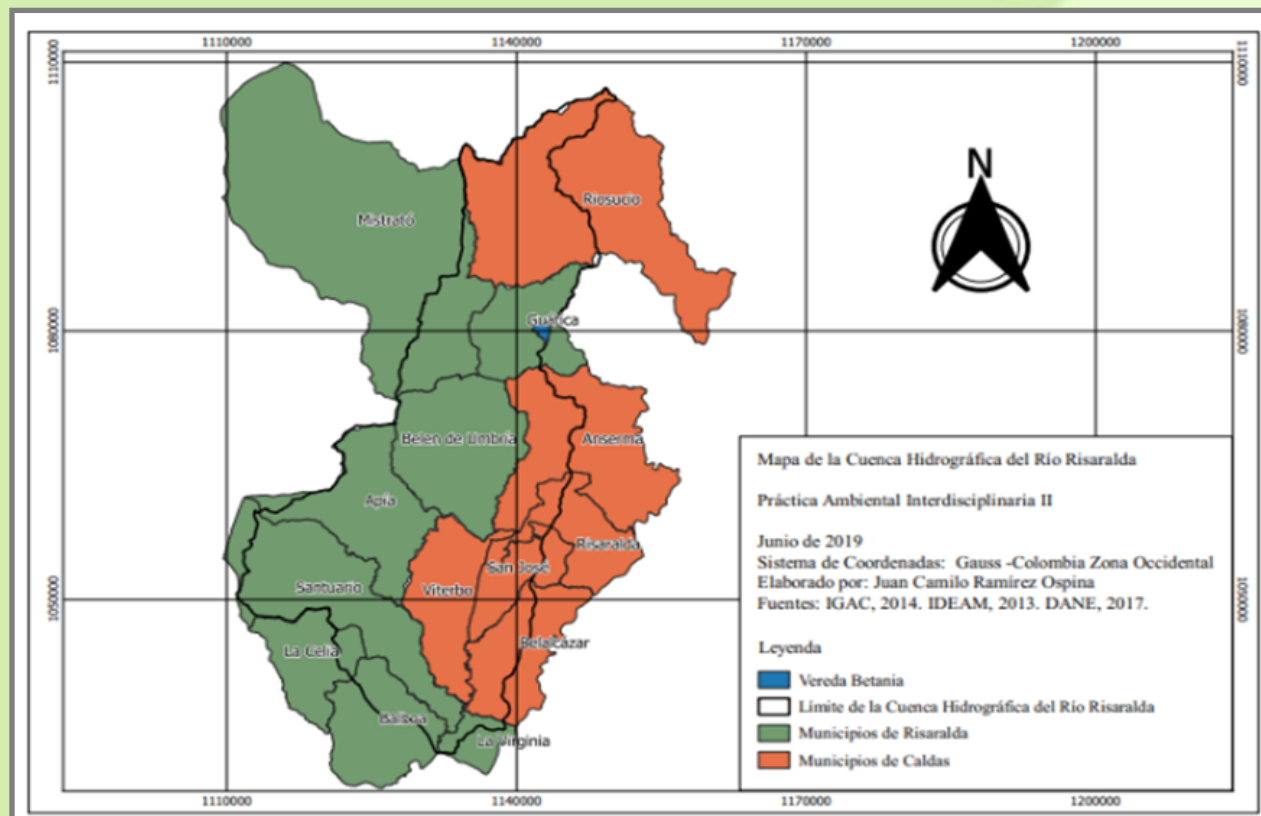 1110000 1140000 1170000 1200000
1110000 1110000
N
Riosucio
Mistrató
Guática
1080000 1080000
Belén de Umbría
Anserma
Apía
Risaralda
San José
Santuario
Viterbo
1050000 1050000
Belalcázar
La Celia
Balboa
La Virginia
Mapa de la Cuenca Hidrográfica del Río Risaralda
Práctica Ambiental Interdisciplinaria II
Junio de 2019
Sistema de Coordenadas: Gauss -Colombia Zona Occidental
Elaborado por: Juan Camilo Ramírez Ospina
Fuentes: IGAC, 2014. IDEAM, 2013. DANE, 2017.
Leyenda
Vereda Betania
Límite de la Cuenca Hidrográfica del Río Risaralda
Municipios de Risaralda
Municipios de Caldas
1110000 1140000 1170000 1200000